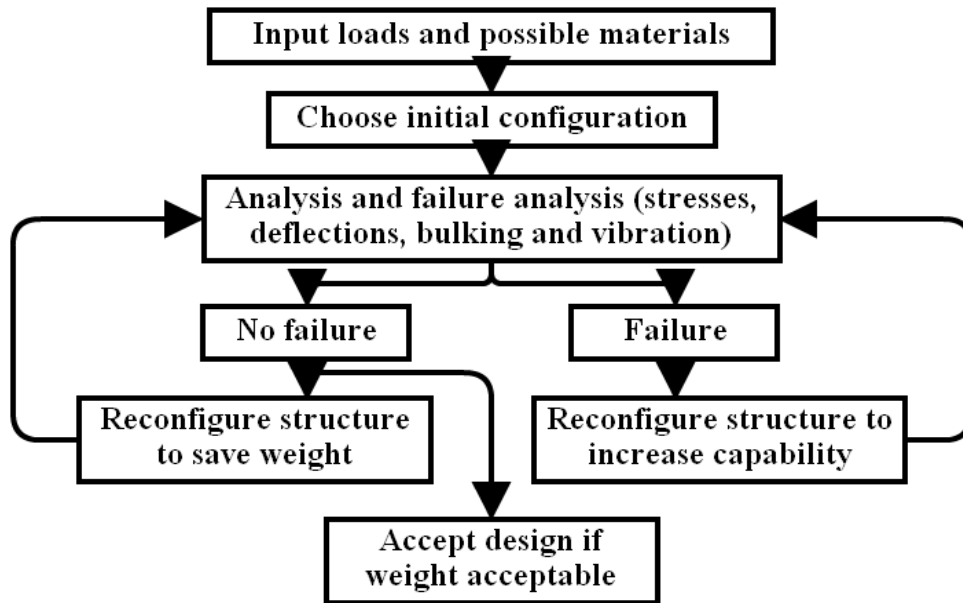 Input loads and possible materials
Choose initial configuration
Analysis and failure analysis (stresses,
deflections, bulking and vibration)
No failure
Failure
Reconfigure structure
to save weight
Reconfigure structure to
increase capability
Accept design if
weight acceptable